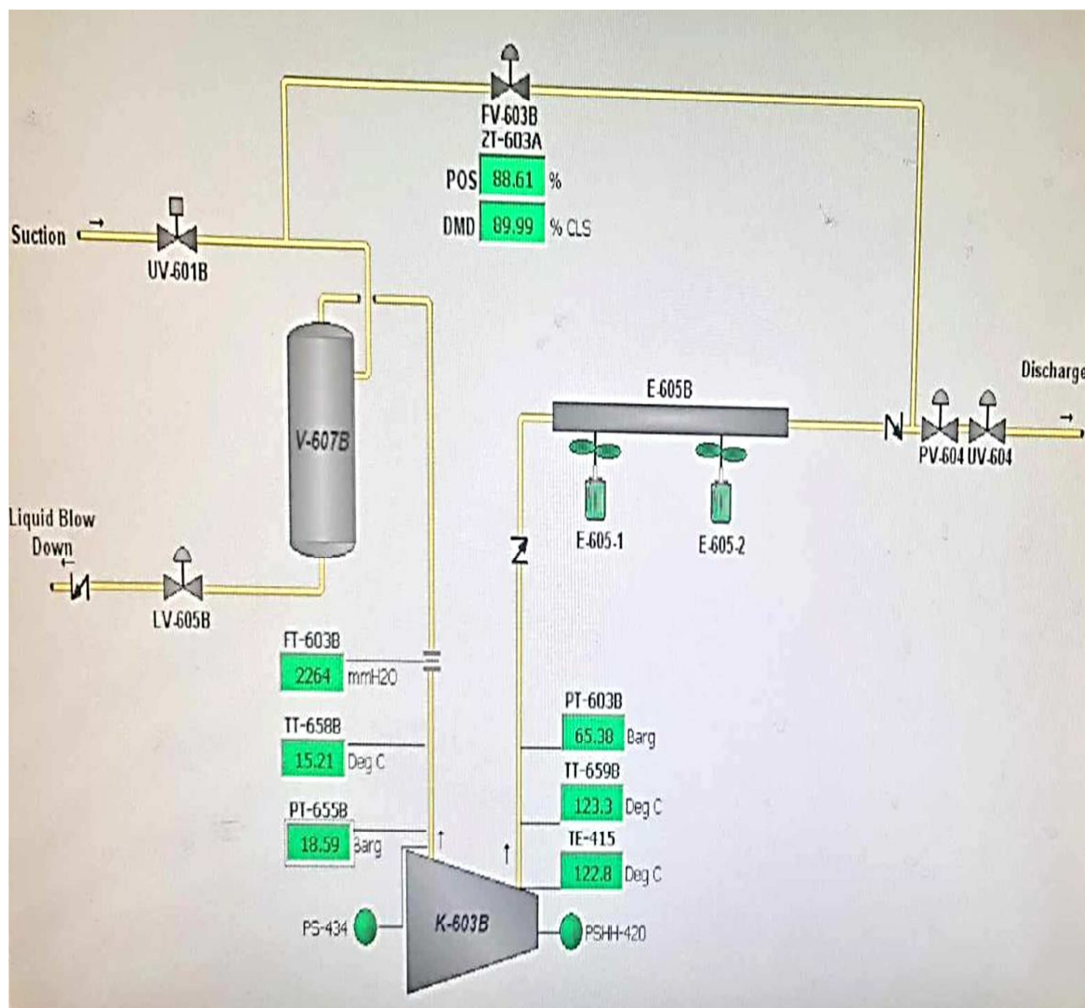 FV-603B
ZT-603A
POS 88.61 %
DMD 89.99 % CLS
Suction
UV-601B
E-605B
Discharge
V-607B
PV-604 UV-604
E-605-1
E-605-2
Liquid Blow
Down
LV-605B
FT-603B
2264 mmH2O
PT-603B
65.38 Barg
TT-658B
15.21 Deg C
TT-659B
123.3 Deg C
PT-655B
18.59 Barg
TE-415
122.8 Deg C
PS-434
K-603B
PSHH-420